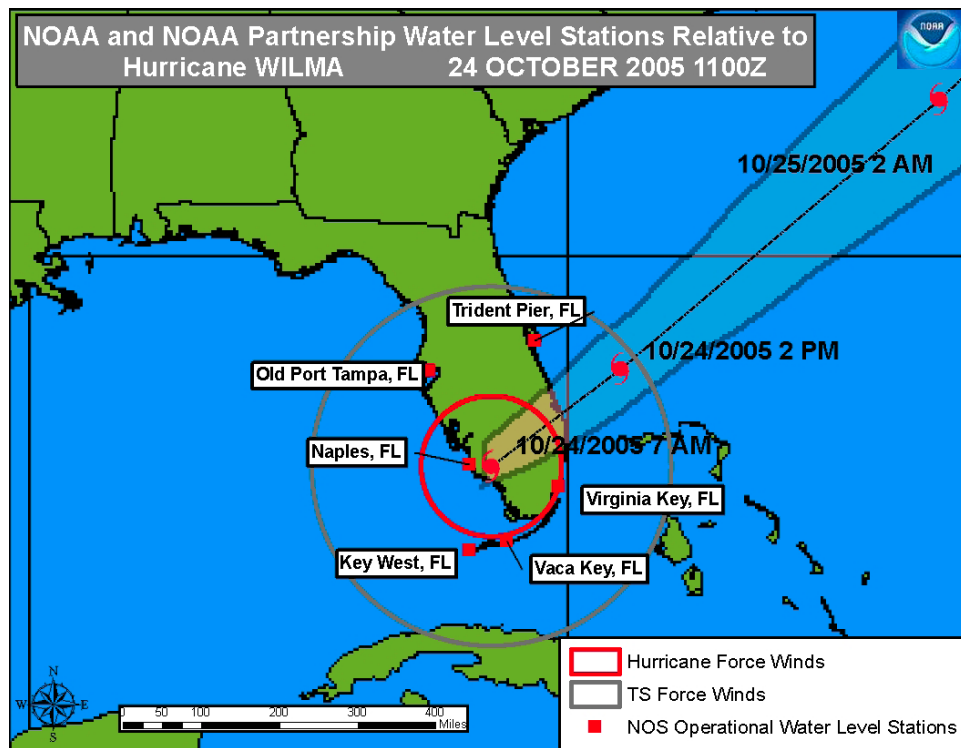 NOAA and NOAA Partnership Water Level Stations Relative to
Hurricane WILMA 24 OCTOBER 2005 1100Z
NOAA
10/25/2005 2 AM
Trident Pier, FL
10/24/2005 2 PM
Old Port Tampa, FL
10/24/2005 7 AM
Naples, FL
Virginia Key, FL
Key West, FL
Vaca Key, FL
Hurricane Force Winds
TS Force Winds
NOS Operational Water Level Stations
N
W E
S
0 50 100 200 300 400
Miles